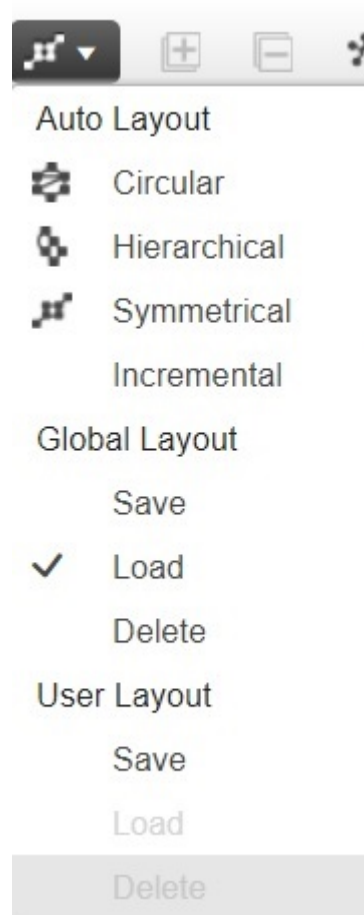 Auto Layout
Circular
Hierarchical
Symmetrical
Incremental
Global Layout
Save
Load
Delete
User Layout
Save
Load
Delete